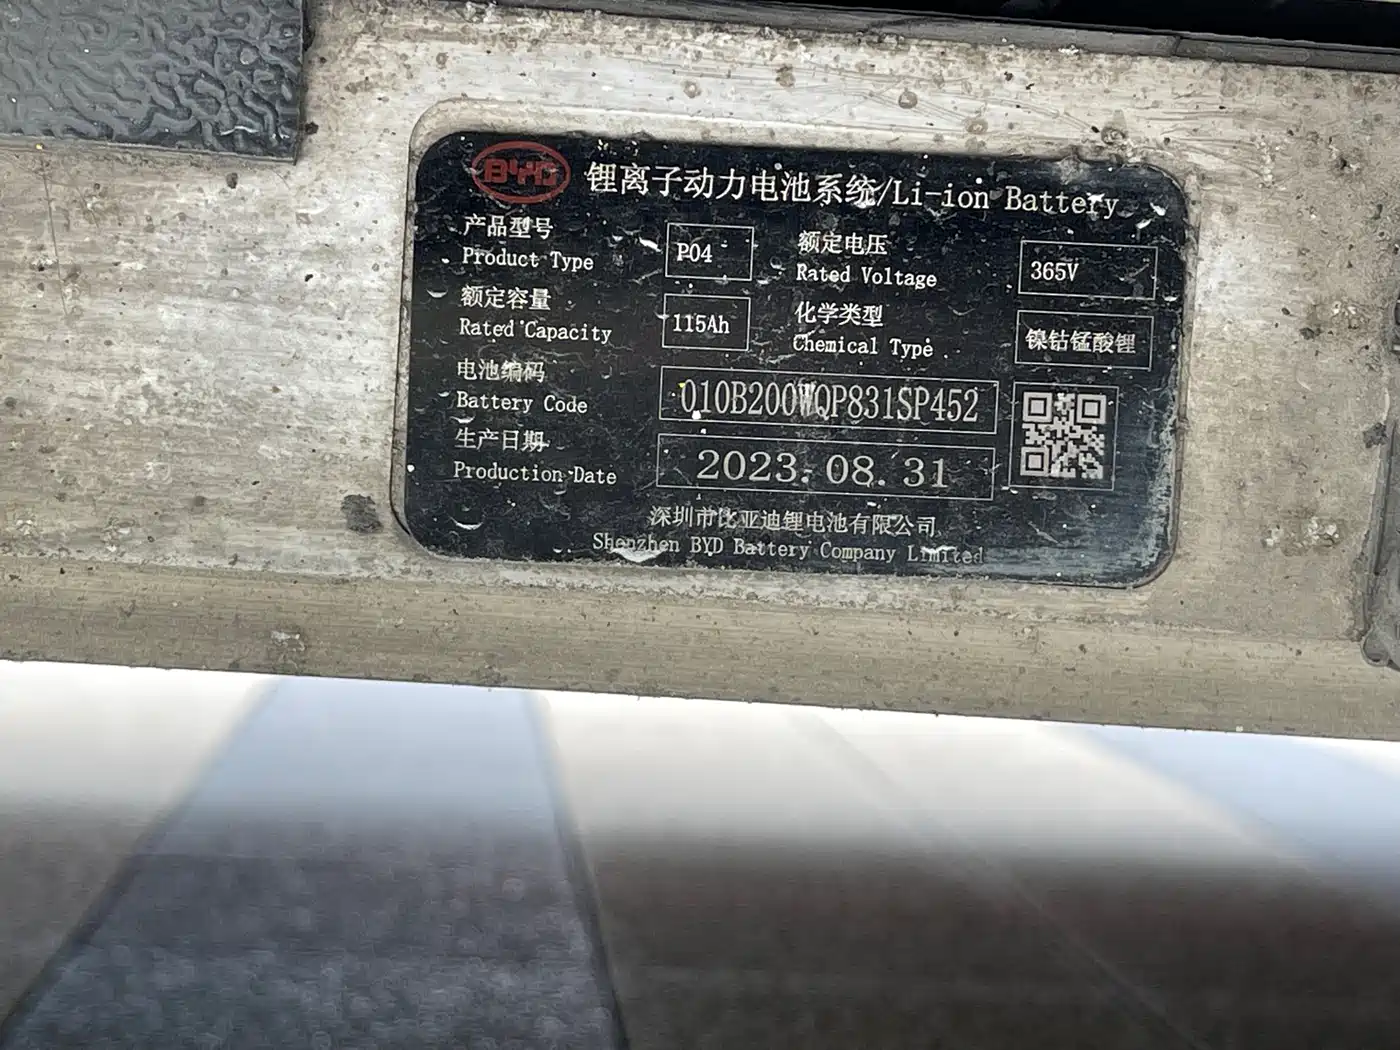 BYD 锂离子动力电池系统/Li-ion Battery
产品型号 额定电压
Product Type P04 Rated Voltage 365V
额定容量 化学类型
Rated Capacity 115Ah Chemical Type 镍钴锰酸锂
电池编码
Battery Code 010B200WQP831SP452
生产日期
Production Date 2023.08.31
深圳市比亚迪锂电池有限公司
Shenzhen BYD Battery Company Limited